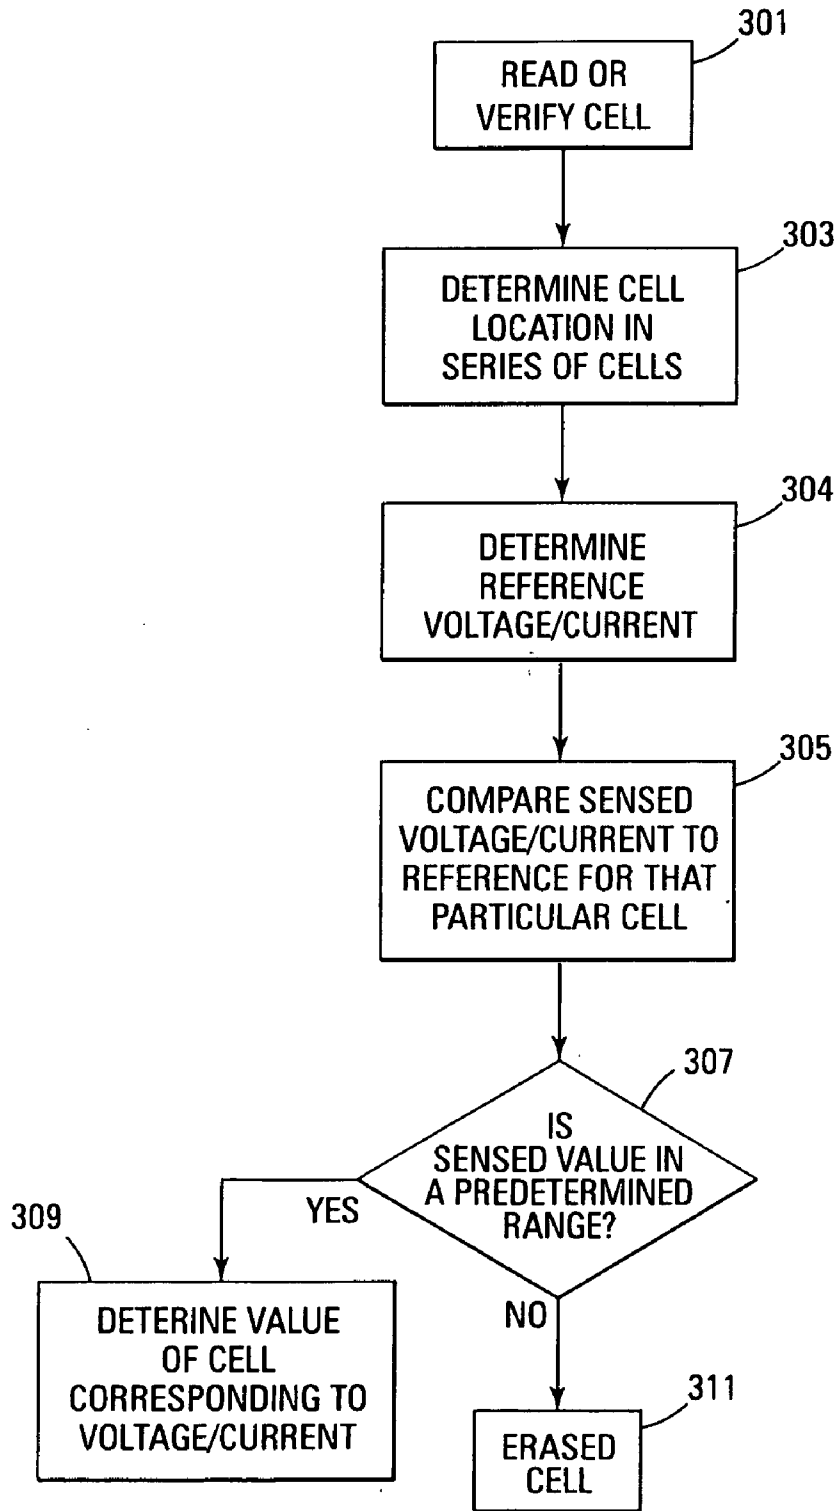 301
READ OR
VERIFY CELL
303
DETERMINE CELL
LOCATION IN
SERIES OF CELLS
304
DETERMINE
REFERENCE
VOLTAGE/CURRENT
305
COMPARE SENSED
VOLTAGE/CURRENT TO
REFERENCE FOR THAT
PARTICULAR CELL
307
IS
SENSED VALUE IN
A PREDETERMINED
RANGE?
YES
309
DETERINE VALUE
OF CELL
CORRESPONDING TO
VOLTAGE/CURRENT
NO
311
ERASED
CELL